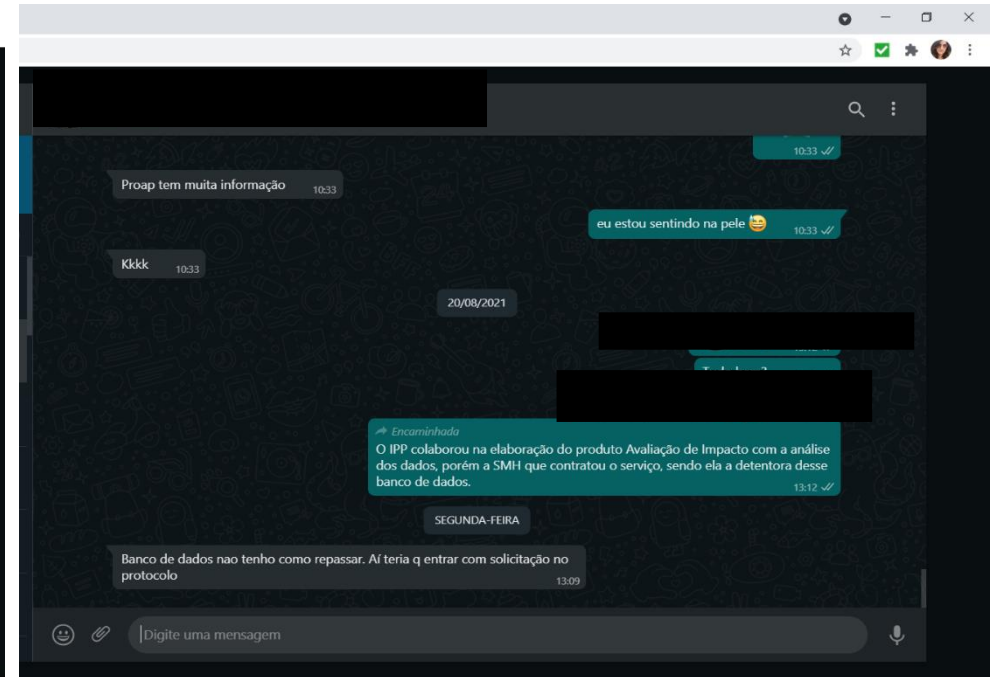 10:33
Proap tem muita informação 10:33
eu estou sentindo na pele 😅 10:33
Kkkk 10:33
20/08/2021
Encaminhada
O IPP colaborou na elaboração do produto Avaliação de Impacto com a análise
dos dados, porém a SMH que contratou o serviço, sendo ela a detentora desse
banco de dados. 13:12
SEGUNDA-FEIRA
Banco de dados nao tenho como repassar. Aí teria q entrar com solicitação no
protocolo 13:09
Digite uma mensagem